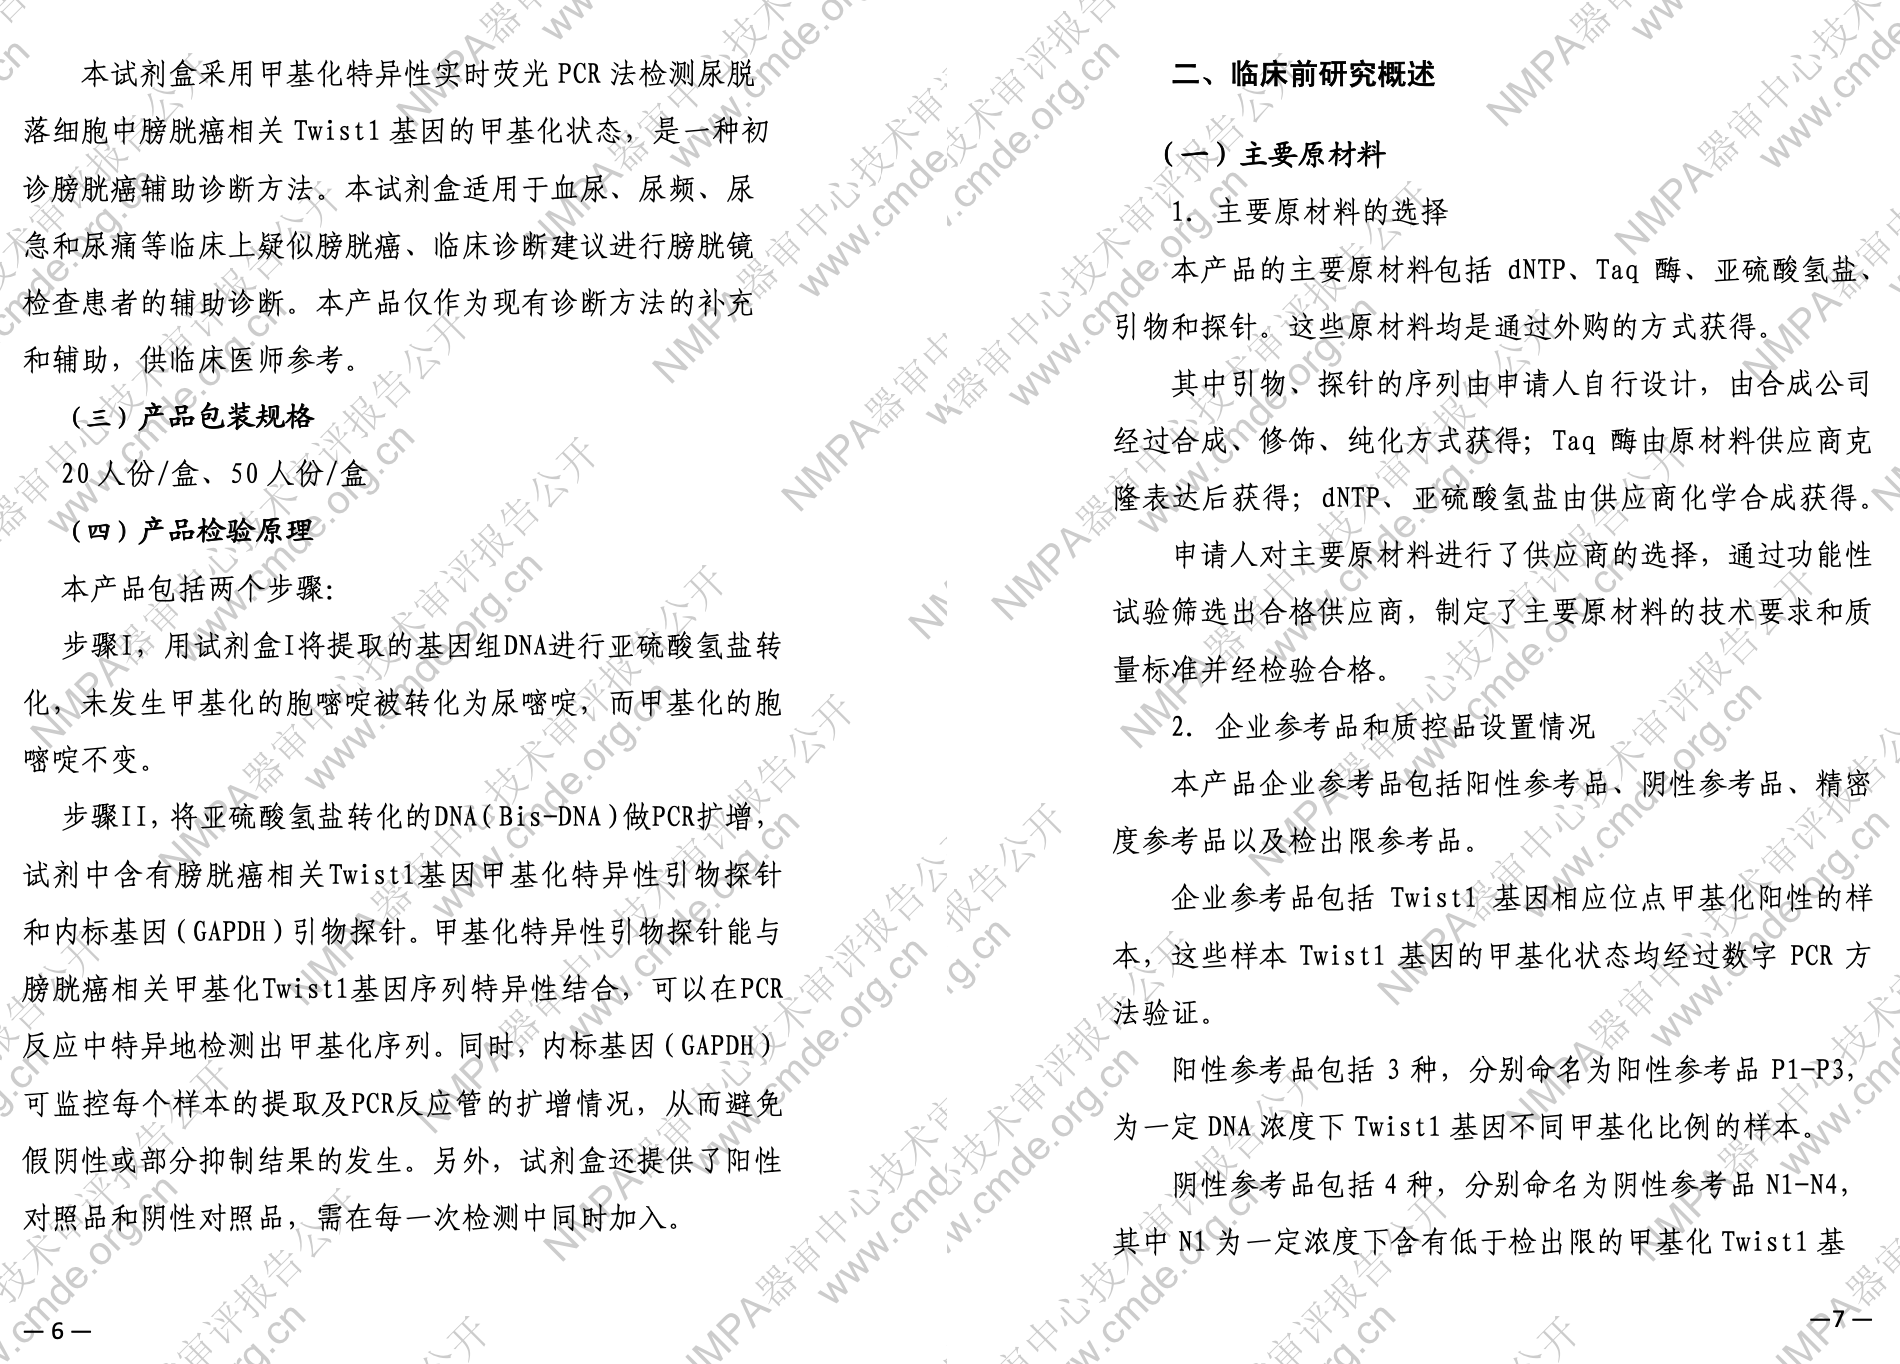 本试剂盒采用甲基化特异性实时荧光 PCR 法检测尿脱
落细胞中膀胱癌相关 Twist1 基因的甲基化状态，是一种初
诊膀胱癌辅助诊断方法。本试剂盒适用于血尿、尿频、尿
急和尿痛等临床上疑似膀胱癌、临床诊断建议进行膀胱镜
检查患者的辅助诊断。本产品仅作为现有诊断方法的补充
和辅助，供临床医师参考。
（三）产品包装规格
20 人份/盒、50 人份/盒
（四）产品检验原理
本产品包括两个步骤：
步骤I，用试剂盒I将提取的基因组DNA进行亚硫酸氢盐转
化，未发生甲基化的胞嘧啶被转化为尿嘧啶，而甲基化的胞
嘧啶不变。
步骤II，将亚硫酸氢盐转化的DNA（Bis-DNA）做PCR扩增，
试剂中含有膀胱癌相关Twist1基因甲基化特异性引物探针
和内标基因（GAPDH）引物探针。甲基化特异性引物探针能与
膀胱癌相关甲基化Twist1基因序列特异性结合，可以在PCR
反应中特异地检测出甲基化序列。同时，内标基因（GAPDH）
可监控每个样本的提取及PCR反应管的扩增情况，从而避免
假阴性或部分抑制结果的发生。另外，试剂盒还提供了阳性
对照品和阴性对照品，需在每一次检测中同时加入。
— 6 —
二、临床前研究概述
（一）主要原材料
1. 主要原材料的选择
本产品的主要原材料包括 dNTP、Taq 酶、亚硫酸氢盐、
引物和探针。这些原材料均是通过外购的方式获得。
其中引物、探针的序列由申请人自行设计，由合成公司
经过合成、修饰、纯化方式获得；Taq 酶由原材料供应商克
隆表达后获得；dNTP、亚硫酸氢盐由供应商化学合成获得。
申请人对主要原材料进行了供应商的选择，通过功能性
试验筛选出合格供应商，制定了主要原材料的技术要求和质
量标准并经检验合格。
2. 企业参考品和质控品设置情况
本产品企业参考品包括阳性参考品、阴性参考品、精密
度参考品以及检出限参考品。
企业参考品包括 Twist1 基因相应位点甲基化阳性的样
本，这些样本 Twist1 基因的甲基化状态均经过数字 PCR 方
法验证。
阳性参考品包括 3 种，分别命名为阳性参考品 P1-P3，
为一定 DNA 浓度下 Twist1 基因不同甲基化比例的样本。
阴性参考品包括 4 种，分别命名为阴性参考品 N1-N4，
其中 N1 为一定浓度下含有低于检出限的甲基化 Twist1 基
—7 —
NMPA器审中心技术审评报告公开
www.cmde.org.cn